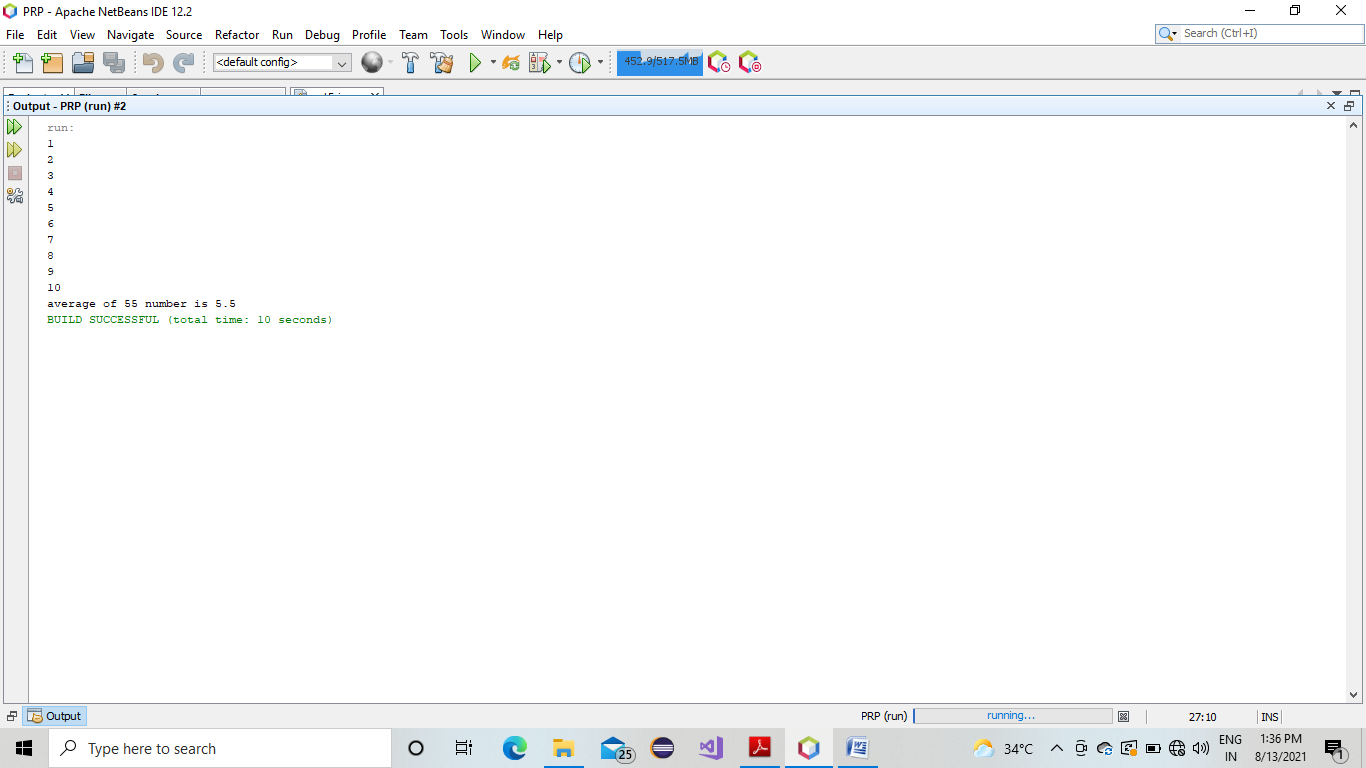 PRP - Apache NetBeans IDE 12.2
File Edit View Navigate Source Refactor Run Debug Profile Team Tools Window Help
Search (Ctrl+I)
<default config>
452.9/517.5MB
Output - PRP (run) #2
run:
1
2
3
4
5
6
7
8
9
10
average of 55 number is 5.5
BUILD SUCCESSFUL (total time: 10 seconds)
Output
PRP (run)
running...
27:10
INS
Type here to search
25
34°C
ENG
IN
1:36 PM
8/13/2021
1